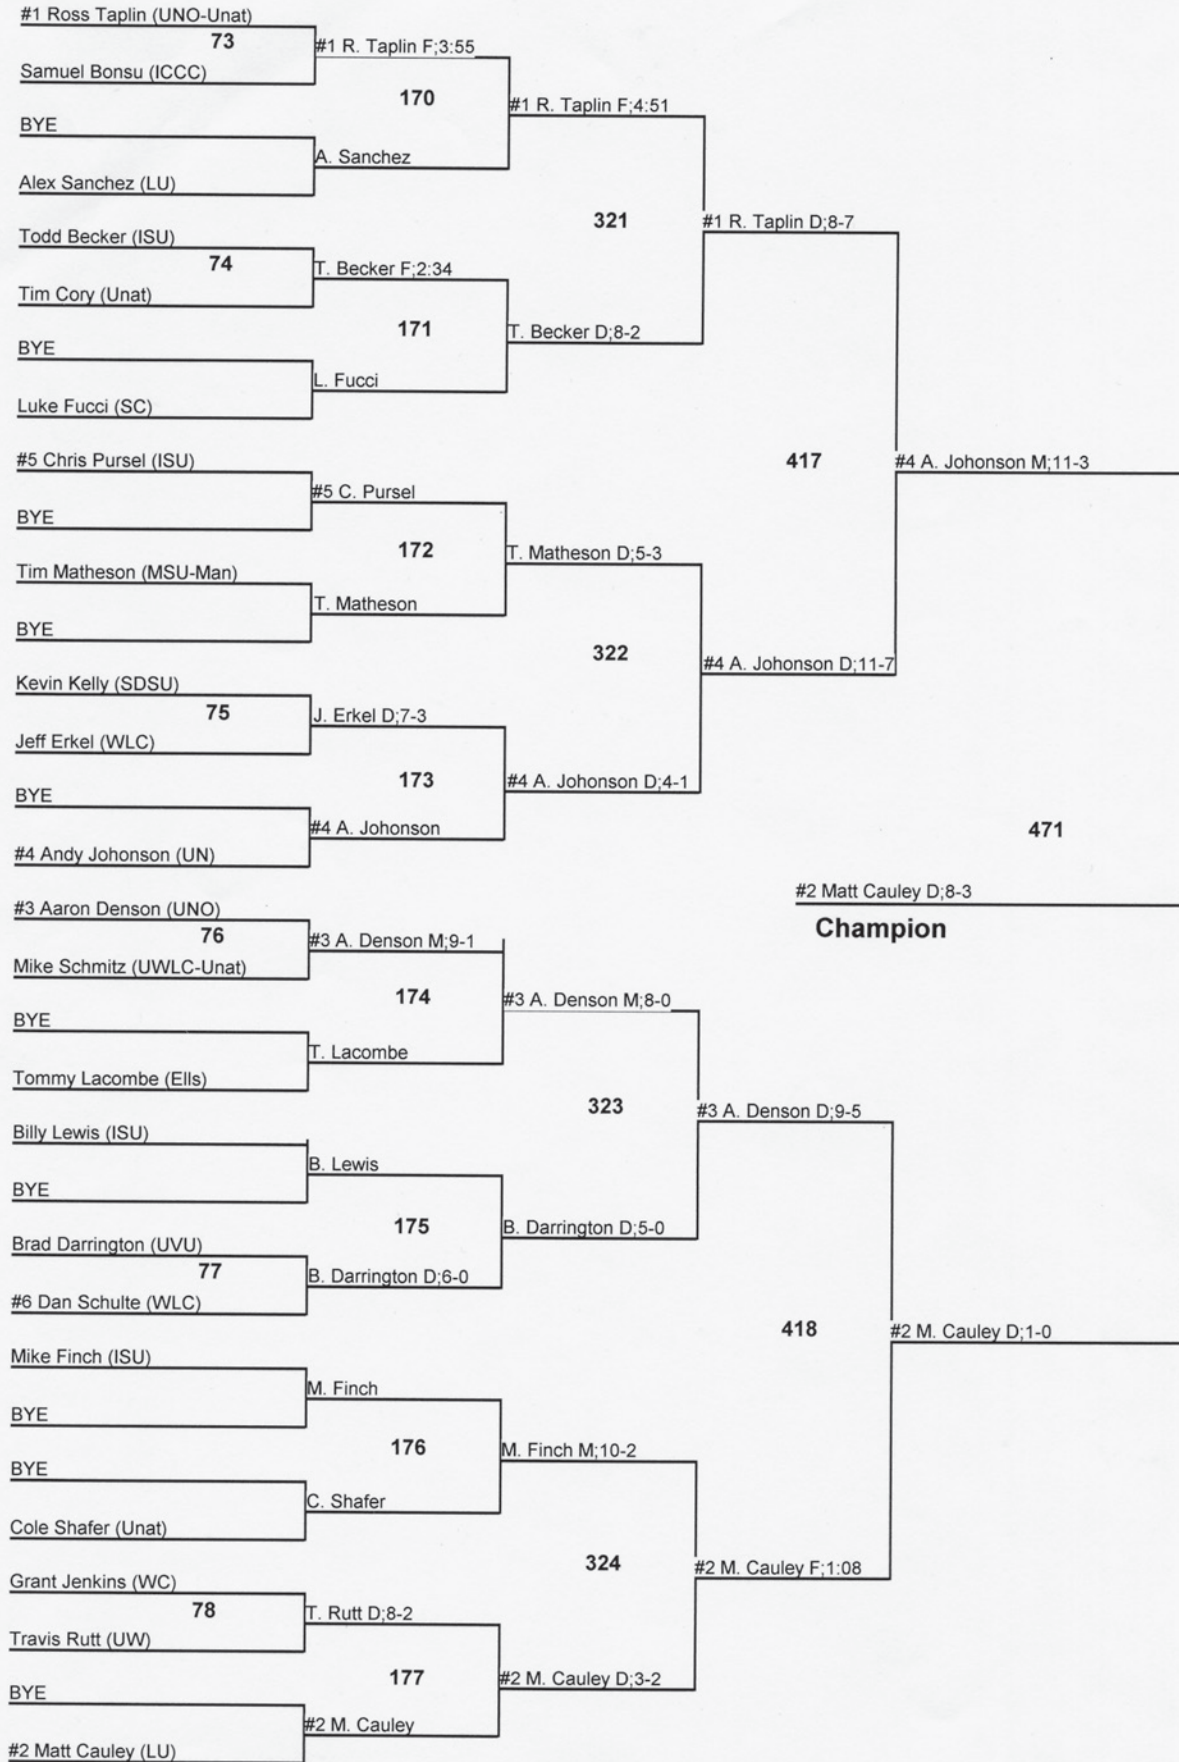 #1 Ross Taplin (UNO-Unat)
73
#1 R. Taplin F;3:55
Samuel Bonsu (ICCC)
170
#1 R. Taplin F;4:51
BYE
A. Sanchez
Alex Sanchez (LU)
321
#1 R. Taplin D;8-7
Todd Becker (ISU)
74
T. Becker F;2:34
Tim Cory (Unat)
171
T. Becker D;8-2
BYE
L. Fucci
Luke Fucci (SC)
417
#4 A. Johonson M;11-3
#5 Chris Pursel (ISU)
#5 C. Pursel
BYE
172
T. Matheson D;5-3
Tim Matheson (MSU-Man)
T. Matheson
BYE
322
#4 A. Johonson D;11-7
Kevin Kelly (SDSU)
75
J. Erkel D;7-3
Jeff Erkel (WLC)
173
#4 A. Johonson D;4-1
BYE
#4 A. Johonson
#4 Andy Johonson (UN)
471
#2 Matt Cauley D;8-3
Champion
#3 Aaron Denson (UNO)
76
#3 A. Denson M;9-1
Mike Schmitz (UWLC-Unat)
174
#3 A. Denson M;8-0
BYE
T. Lacombe
Tommy Lacombe (Ells)
323
#3 A. Denson D;9-5
Billy Lewis (ISU)
B. Lewis
BYE
175
B. Darrington D;5-0
Brad Darrington (UVU)
77
B. Darrington D;6-0
#6 Dan Schulte (WLC)
418
#2 M. Cauley D;1-0
Mike Finch (ISU)
M. Finch
BYE
176
M. Finch M;10-2
BYE
C. Shafer
Cole Shafer (Unat)
324
#2 M. Cauley F;1:08
Grant Jenkins (WC)
78
T. Rutt D;8-2
Travis Rutt (UW)
177
#2 M. Cauley D;3-2
BYE
#2 M. Cauley
#2 Matt Cauley (LU)